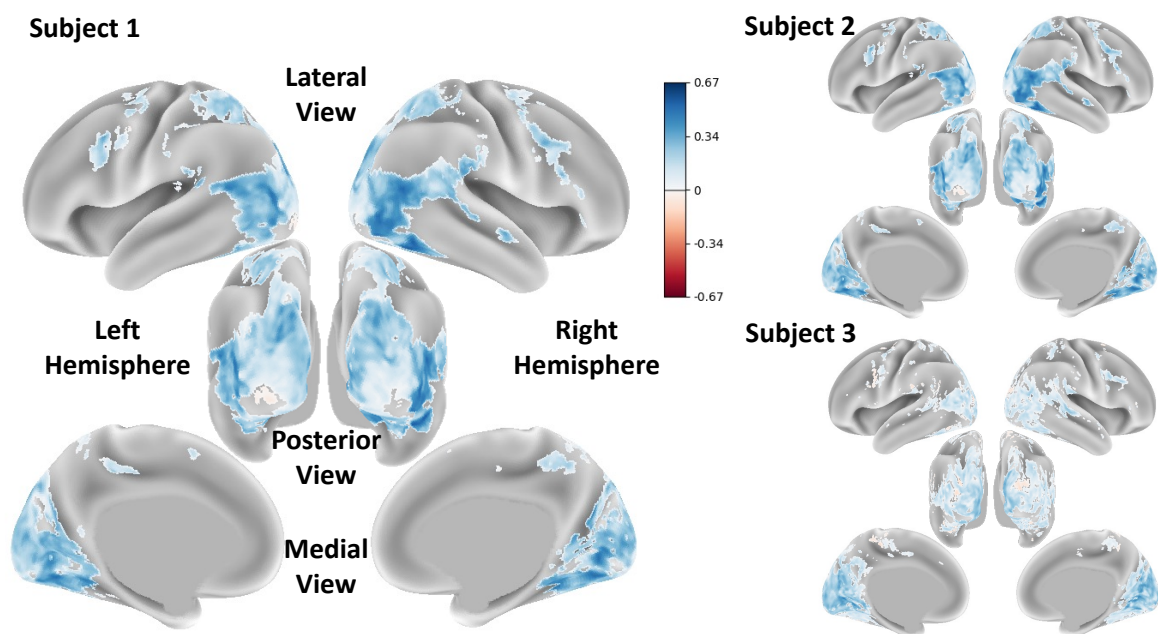 Subject 1
Lateral
View
0.67
0.34
0
-0.34
-0.67
Left
Hemisphere
Right
Hemisphere
Posterior
View
Medial
View
Subject 2
Subject 3